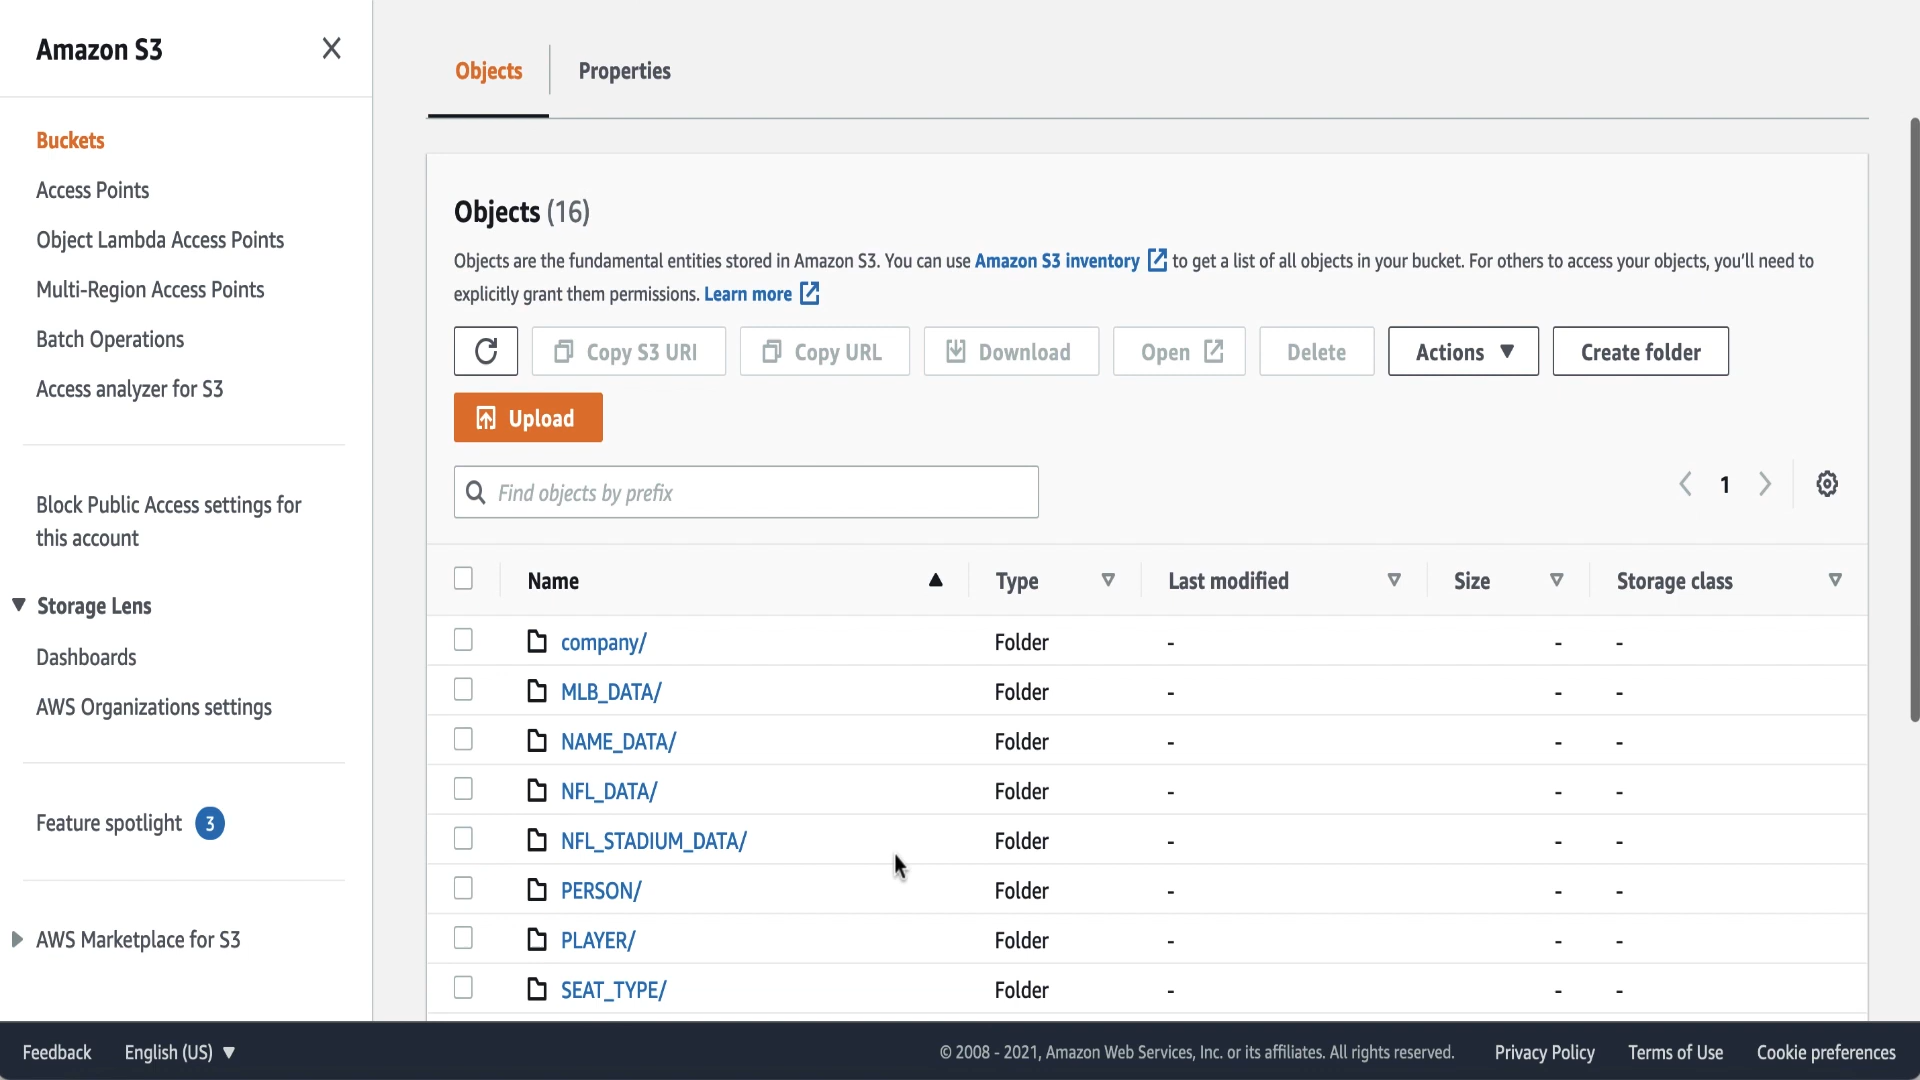 Amazon S3
Buckets
Access Points
Object Lambda Access Points
Multi-Region Access Points
Batch Operations
Access analyzer for S3
Block Public Access settings for
this account
Storage Lens
Dashboards
AWS Organizations settings
Feature spotlight 3
AWS Marketplace for S3
Objects Properties
Objects (16)
Objects are the fundamental entities stored in Amazon S3. You can use Amazon S3 inventory to get a list of all objects in your bucket. For others to access your objects, you'll need to
explicitly grant them permissions. Learn more
Copy S3 URI Copy URL Download Open Delete Actions Create folder
Upload
Find objects by prefix 1
Name Type Last modified Size Storage class
company/ Folder - - -
MLB_DATA/ Folder - - -
NAME_DATA/ Folder - - -
NFL_DATA/ Folder - - -
NFL_STADIUM_DATA/ Folder - - -
PERSON/ Folder - - -
PLAYER/ Folder - - -
SEAT_TYPE/ Folder - - -
Feedback English (US) © 2008 - 2021, Amazon Web Services, Inc. or its affiliates. All rights reserved. Privacy Policy Terms of Use Cookie preferences